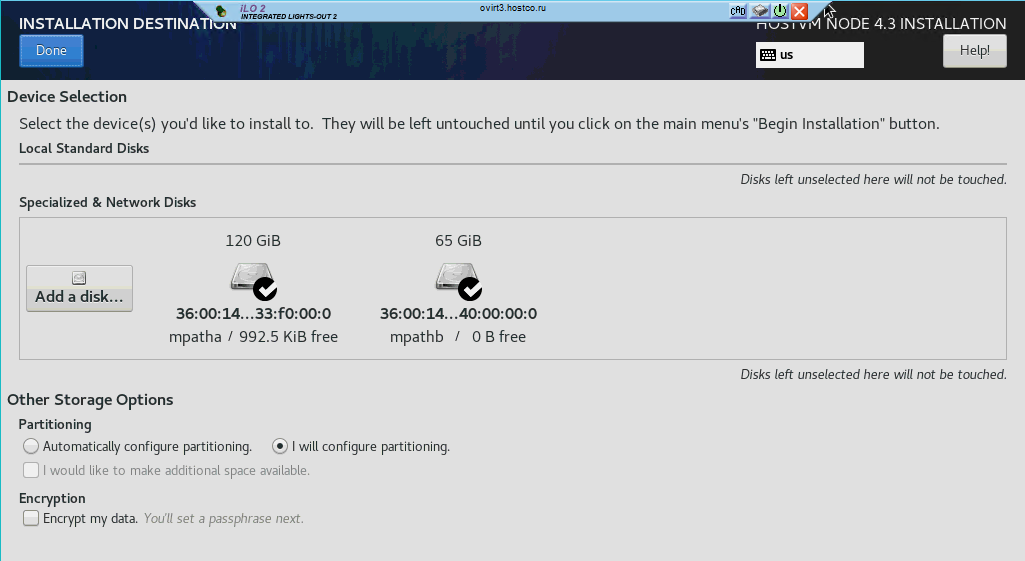 iLO 2
INTEGRATED LIGHTS-OUT 2
ovirt3.hostco.ru
CAD
INSTALLATION DESTINATION
HOSTVM NODE 4.3 INSTALLATION
Done
us
Help!
Device Selection
Select the device(s) you'd like to install to.  They will be left untouched until you click on the main menu's "Begin Installation" button.
Local Standard Disks
Disks left unselected here will not be touched.
Specialized & Network Disks
120 GiB
65 GiB
Add a disk...
36:00:14...33:f0:00:0
36:00:14...40:00:00:0
mpatha / 992.5 KiB free
mpathb / 0 B free
Disks left unselected here will not be touched.
Other Storage Options
Partitioning
Automatically configure partitioning.
I will configure partitioning.
I would like to make additional space available.
Encryption
Encrypt my data. You'll set a passphrase next.